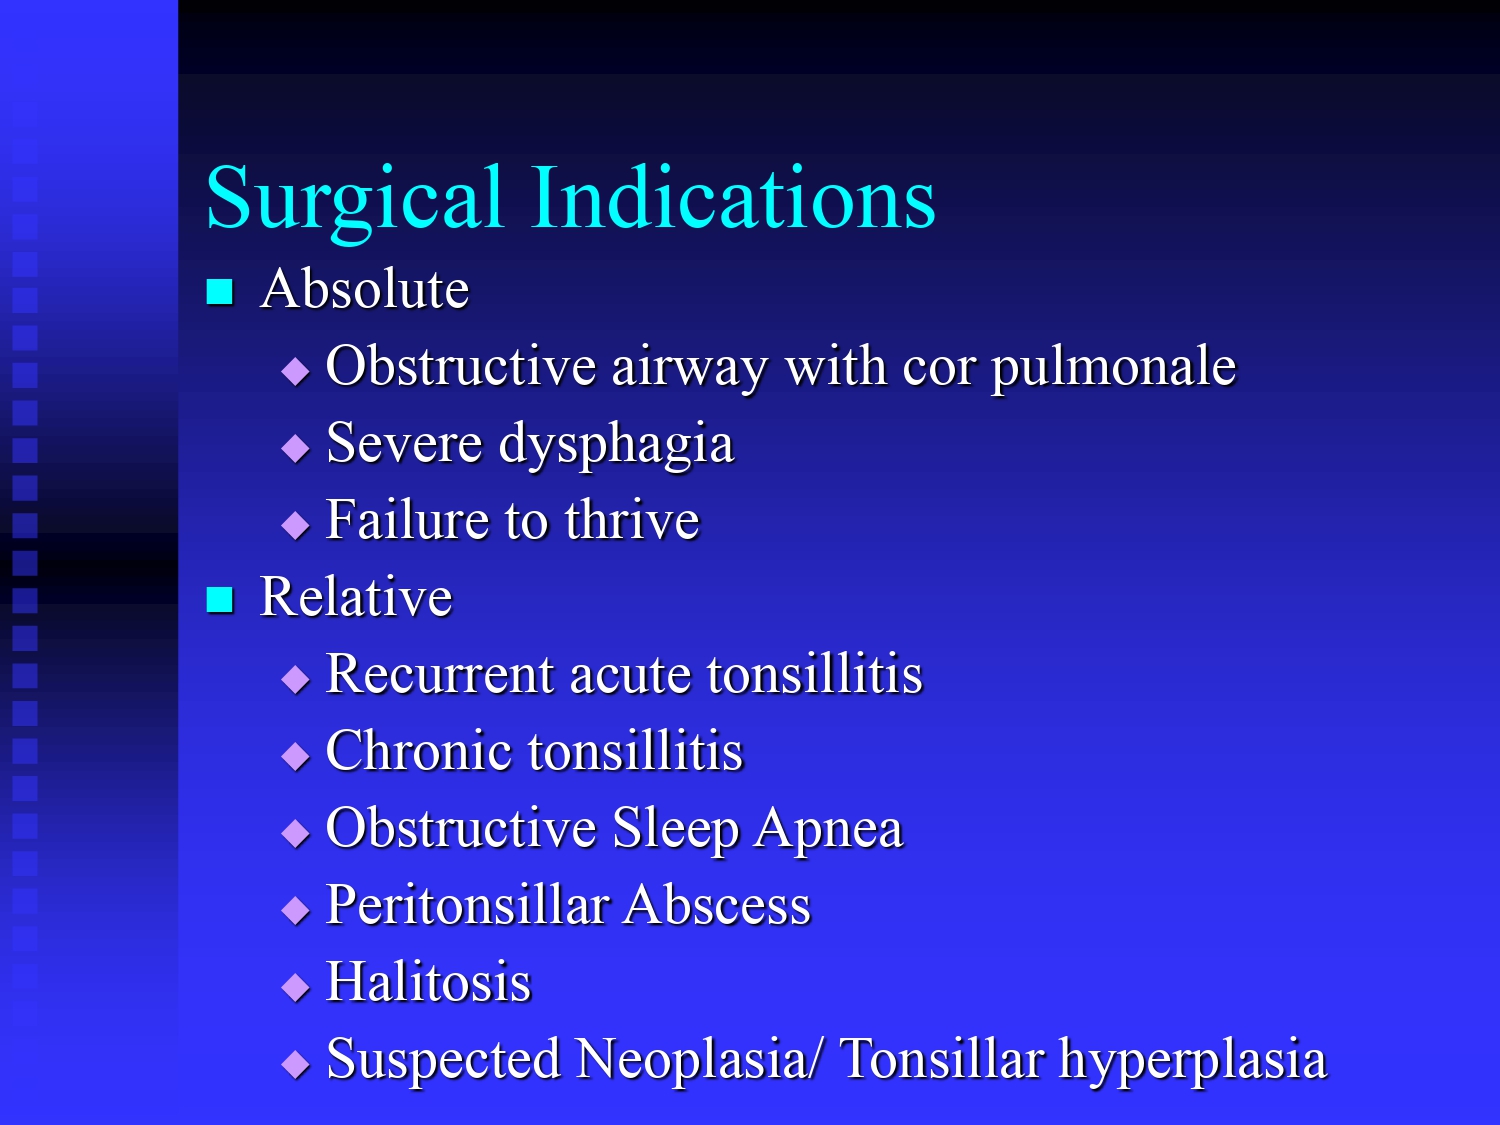 Surgical Indications
Absolute
Obstructive airway with cor pulmonale
Severe dysphagia
Failure to thrive
Relative
Recurrent acute tonsillitis
Chronic tonsillitis
Obstructive Sleep Apnea
Peritonsillar Abscess
Halitosis
Suspected Neoplasia/ Tonsillar hyperplasia